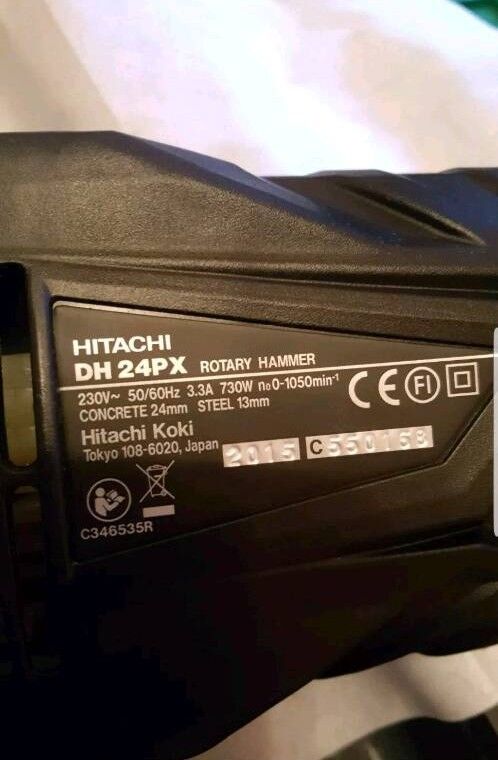 HITACHI
DH 24PX ROTARY HAMMER
230V~ 50/60Hz 3.3A 730W n₀0-1050min⁻¹
CONCRETE 24mm STEEL 13mm
CE FI
Hitachi Koki
Tokyo 108-6020, Japan
2015 C550168
C346535R